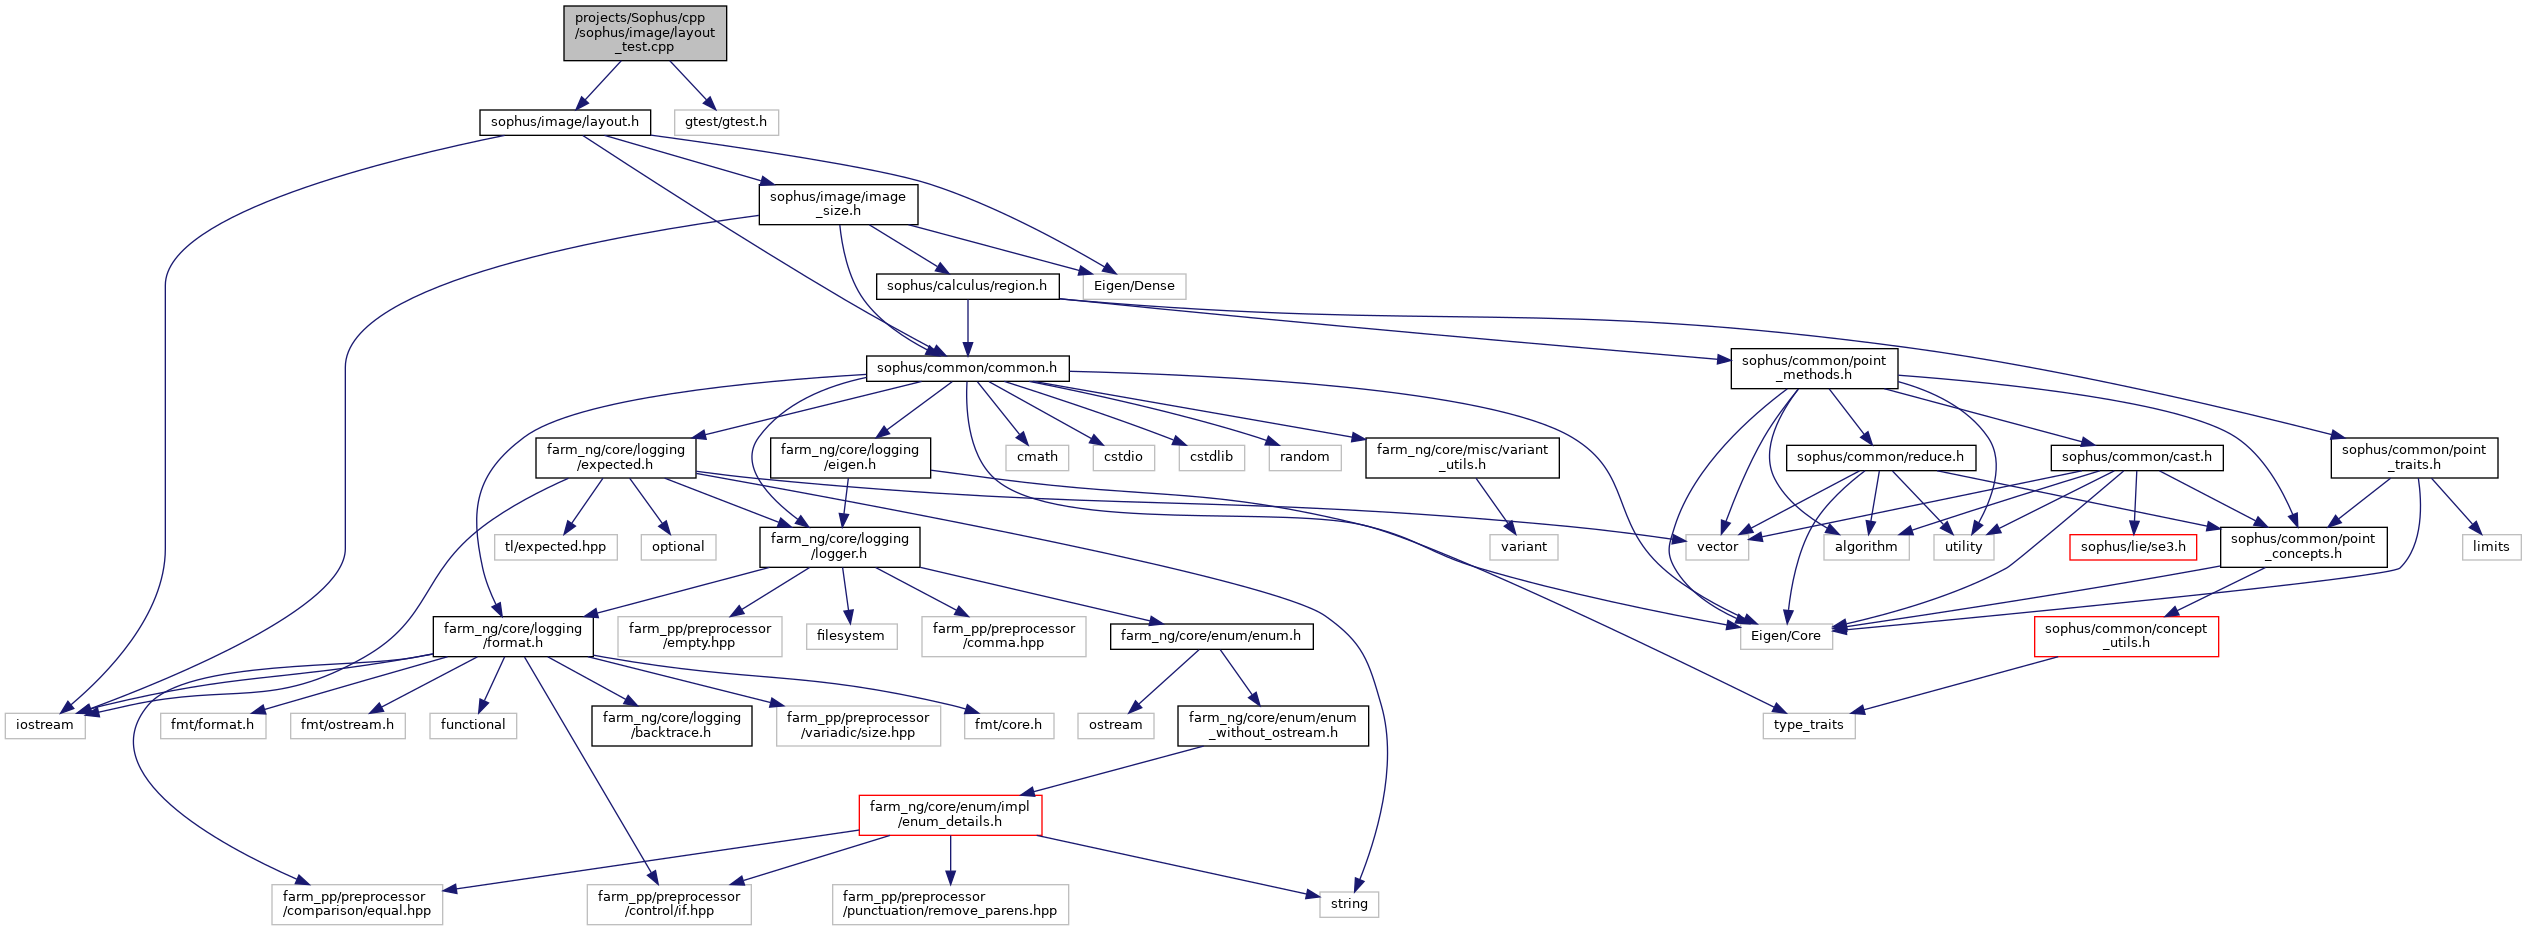 projects/Sophus/cpp
/sophus/image/layout
_test.cpp
sophus/image/layout.h
gtest/gtest.h
sophus/image/image
_size.h
sophus/calculus/region.h
Eigen/Dense
sophus/common/common.h
sophus/common/point
_methods.h
farm_ng/core/logging
/expected.h
farm_ng/core/logging
/eigen.h
cmath
cstdio
cstdlib
random
farm_ng/core/misc/variant
_utils.h
sophus/common/reduce.h
sophus/common/cast.h
sophus/common/point
_traits.h
tl/expected.hpp
optional
farm_ng/core/logging
/logger.h
variant
vector
algorithm
utility
sophus/lie/se3.h
sophus/common/point
_concepts.h
limits
farm_ng/core/logging
/format.h
farm_pp/preprocessor
/empty.hpp
filesystem
farm_pp/preprocessor
/comma.hpp
farm_ng/core/enum/enum.h
Eigen/Core
sophus/common/concept
_utils.h
iostream
fmt/format.h
fmt/ostream.h
functional
farm_ng/core/logging
/backtrace.h
farm_pp/preprocessor
/variadic/size.hpp
fmt/core.h
ostream
farm_ng/core/enum/enum
_without_ostream.h
type_traits
farm_ng/core/enum/impl
/enum_details.h
farm_pp/preprocessor
/comparison/equal.hpp
farm_pp/preprocessor
/control/if.hpp
farm_pp/preprocessor
/punctuation/remove_parens.hpp
string